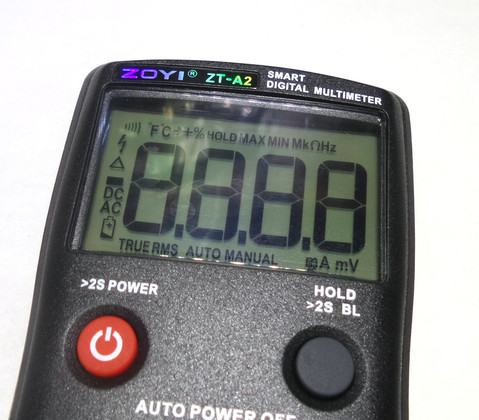 ZOYI® ZT-A2
SMART
DIGITAL MULTIMETER
°F°C % HOLD MAX MIN MkΩHz
8.8.8.8
DC
AC
TRUE RMS AUTO MANUAL mV
>2S POWER
HOLD
>2S BL
AUTO POWER OFF